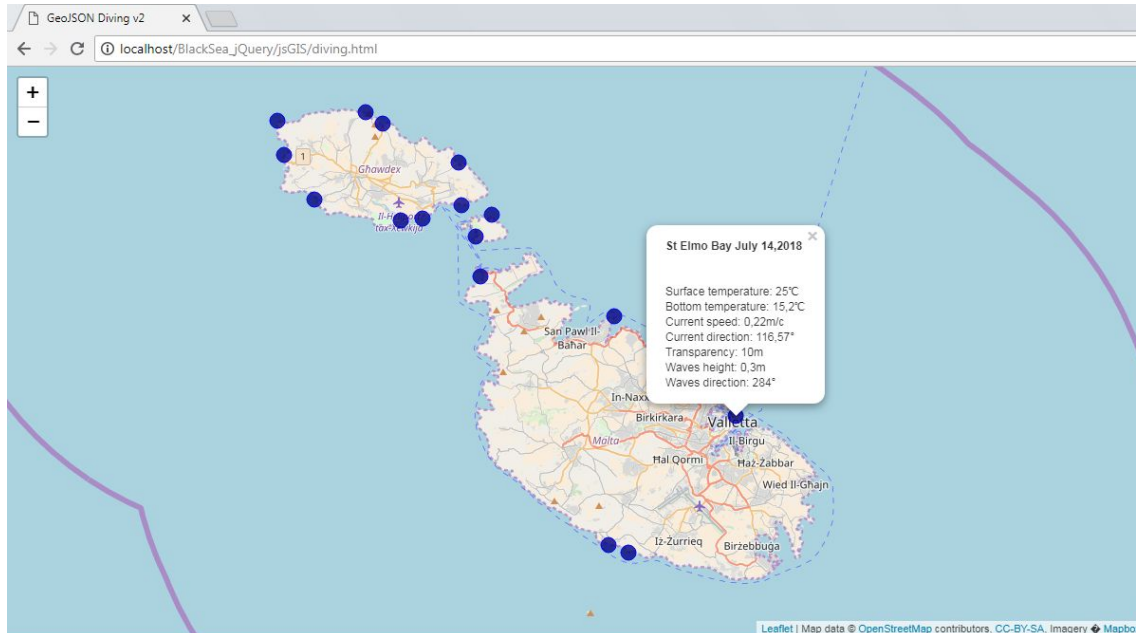 GeoJSON Diving v2
localhost/BlackSea_jQuery/jsGIS/diving.html
+
−
1
Għawdex
St Elmo Bay July 14,2018
Surface temperature: 25°C
Bottom temperature: 15,2°C
Current speed: 0,22m/c
Current direction: 116,57°
Transparency: 10m
Waves height: 0,3m
Waves direction: 284°
San Pawl Il-
Baħar
In-Naxx
Birkirkara
Valletta
Il-Birgu
Malta
Ħal Qormi
Ħaż-Żabbar
Wied Il-Għajn
Iż-Żurrieq
Birżebbuġa
Leaflet | Map data © OpenStreetMap contributors, CC-BY-SA, Imagery � Mapbox